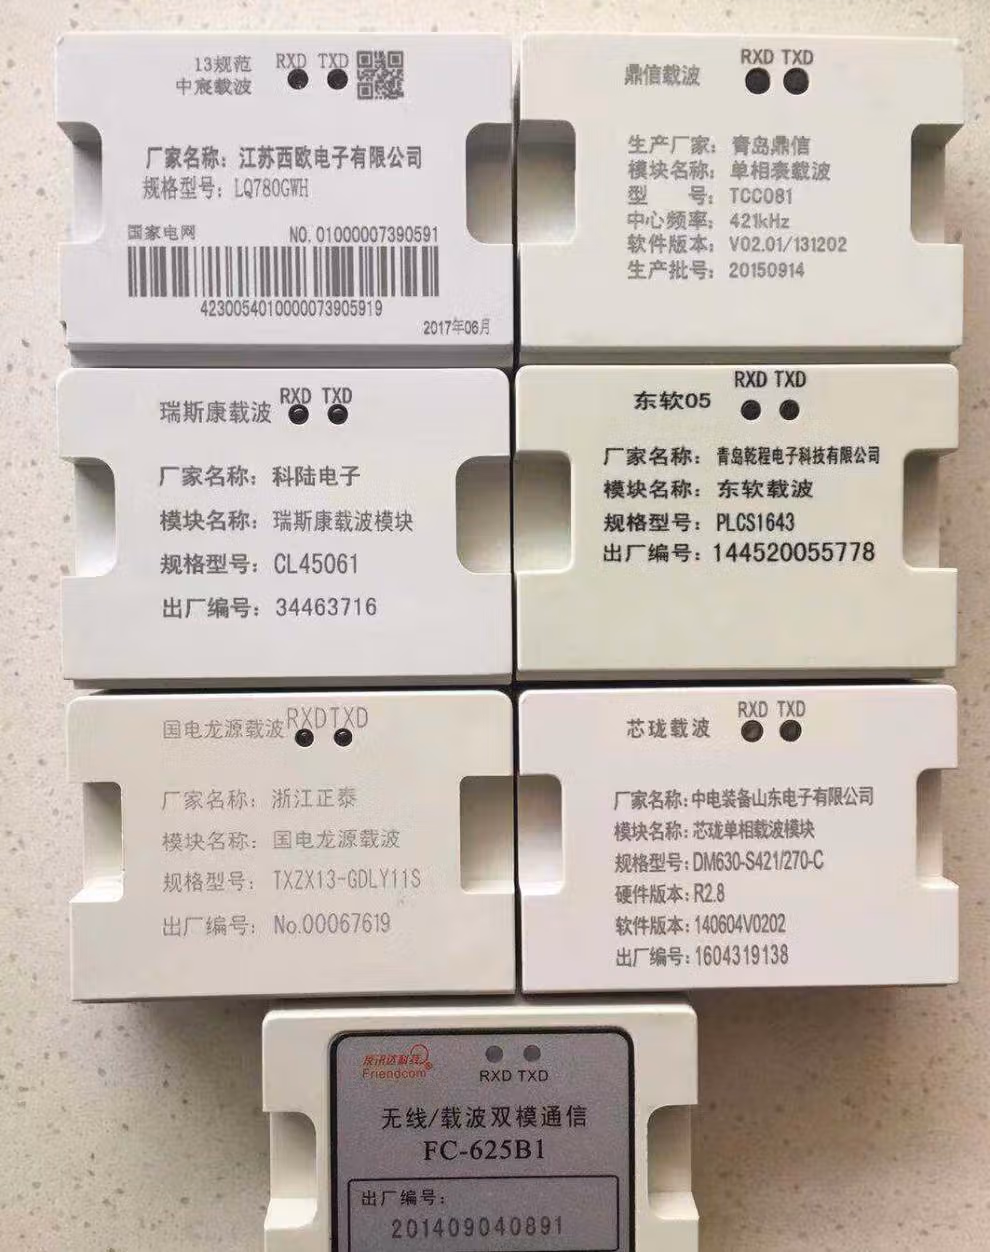 13规范
RXD TXD
中宸载波
厂家名称：江苏西欧电子有限公司
规格型号：LQ780GWH
国家电网
NO. 01000007390591
4230054010000073905919
2017年06月
RXD TXD
鼎信载波
生产厂家：青岛鼎信
模块名称：单相表载波
型 号：TCC081
中心频率：421kHz
软件版本：V02.01/131202
生产批号：20150914
RXD TXD
瑞斯康载波
厂家名称：科陆电子
模块名称：瑞斯康载波模块
规格型号：CL45061
出厂编号：34463716
RXD TXD
东软05
厂家名称：青岛乾程电子科技有限公司
模块名称：东软载波
规格型号：PLCS1643
出厂编号：144520055778
RXDTXD
国电龙源载波
厂家名称：浙江正泰
模块名称：国电龙源载波
规格型号：TXZX13-GDLY11S
出厂编号：No.00067619
RXD TXD
芯珑载波
厂家名称:中电装备山东电子有限公司
模块名称:芯珑单相载波模块
规格型号:DM630-S421/270-C
硬件版本:R2.8
软件版本:140604V0202
出厂编号:1604319138
友讯达科技®
Friendcom
RXD TXD
无线/载波双模通信
FC-625B1
出厂编号：
201409040891